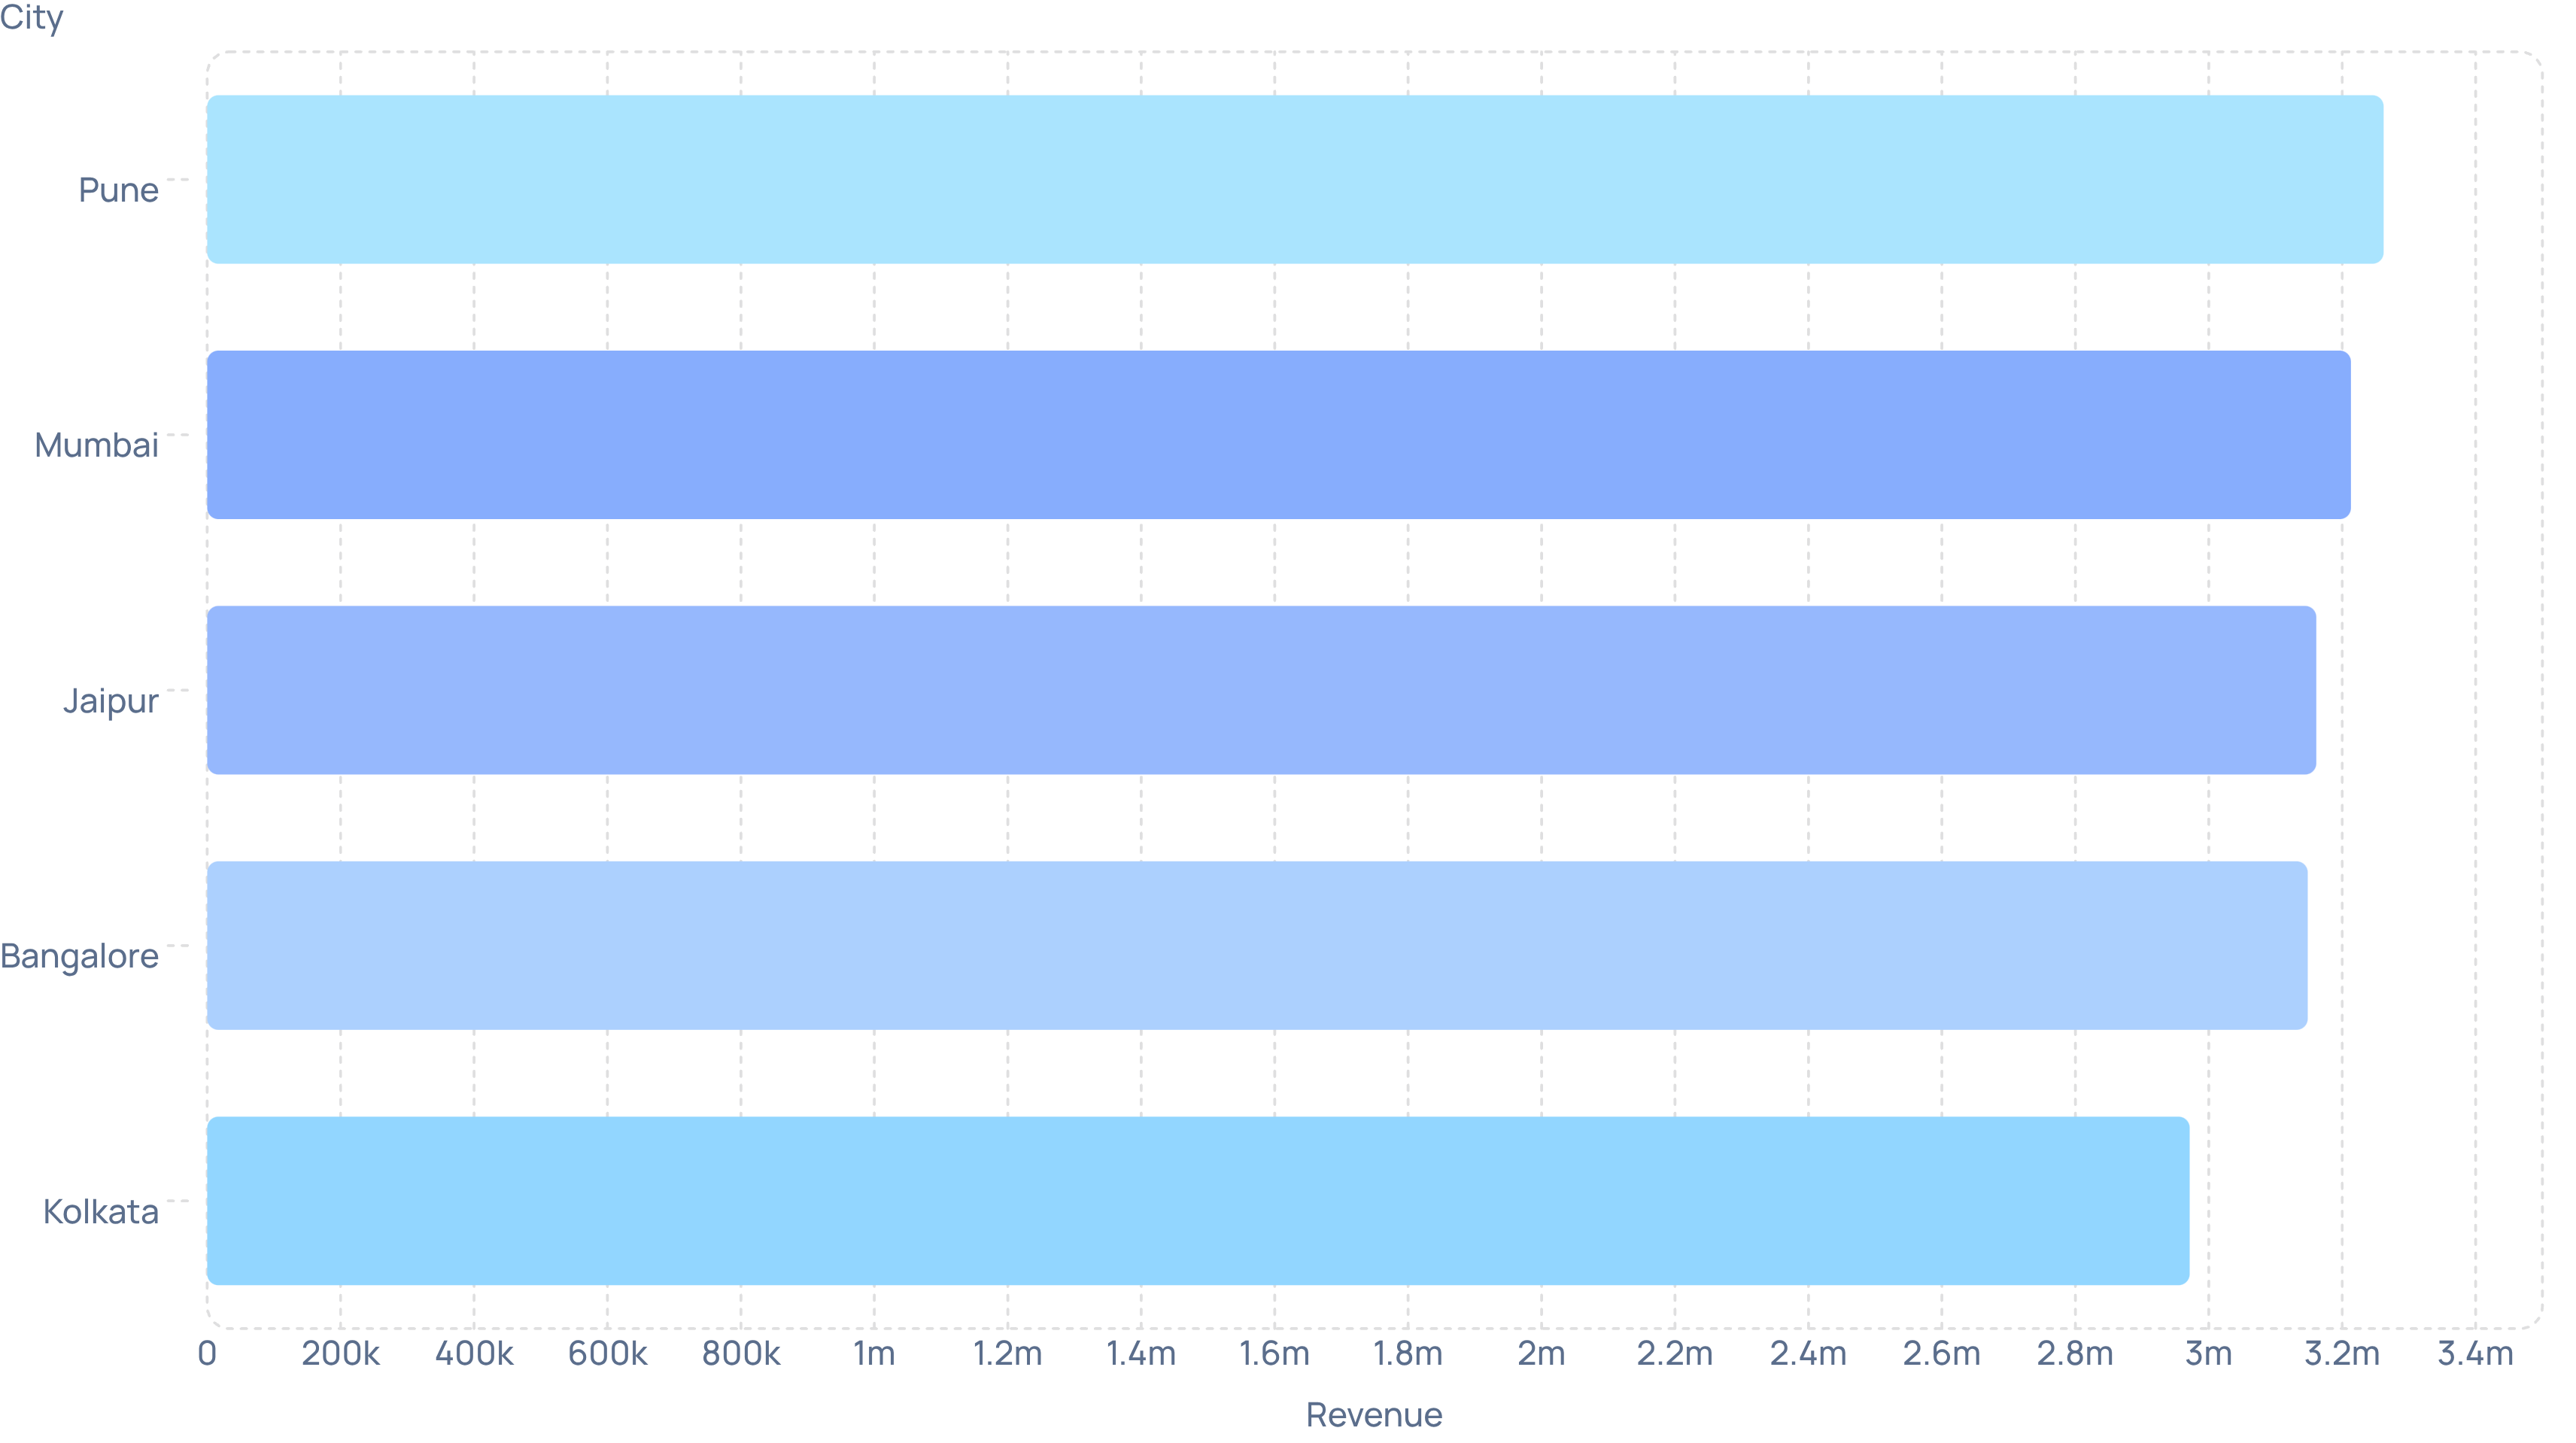 City
Pune
Mumbai
Jaipur
Bangalore
Kolkata
0 200k 400k 600k 800k 1m 1.2m 1.4m 1.6m 1.8m 2m 2.2m 2.4m 2.6m 2.8m 3m 3.2m 3.4m
Revenue